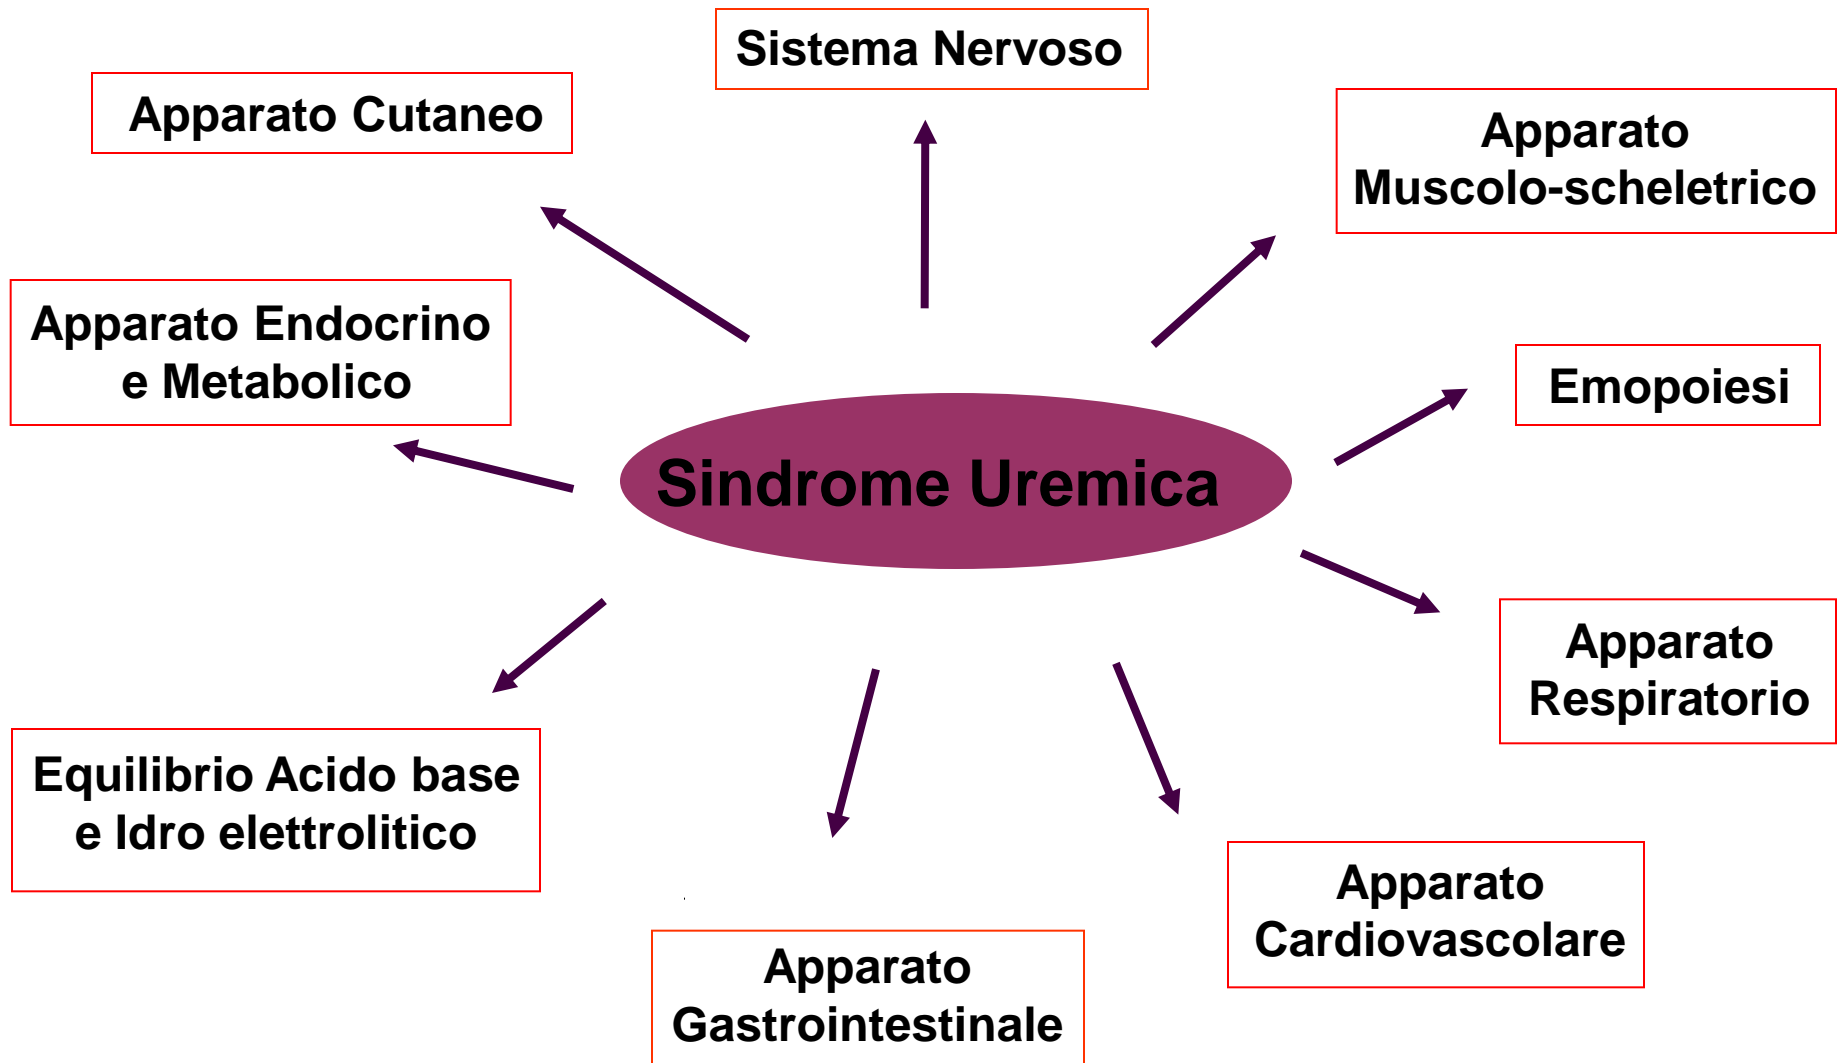 Sistema Nervoso
Apparato Cutaneo
Apparato
Muscolo-scheletrico
Apparato Endocrino
e Metabolico
Emopoiesi
Sindrome Uremica
Apparato
Respiratorio
Equilibrio Acido base
e Idro elettrolitico
Apparato
Cardiovascolare
Apparato
Gastrointestinale